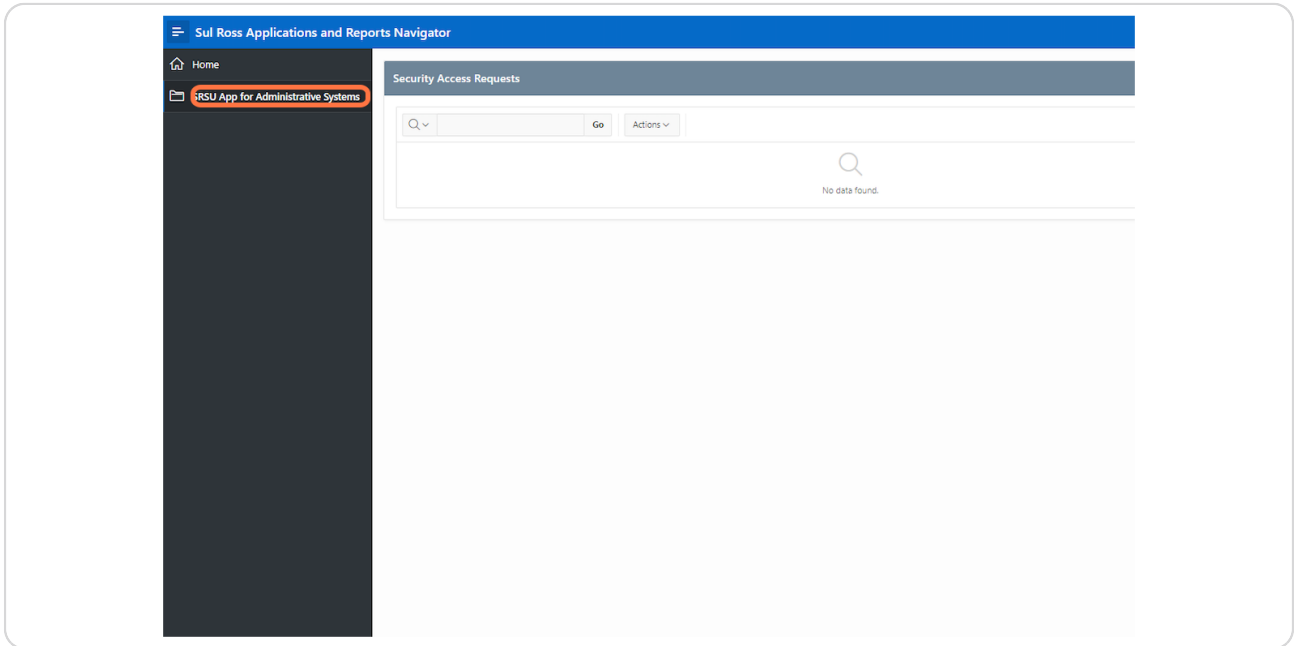 Sul Ross Applications and Reports Navigator
Home
SRSU App for Administrative Systems
Security Access Requests
Go
Actions
No data found.